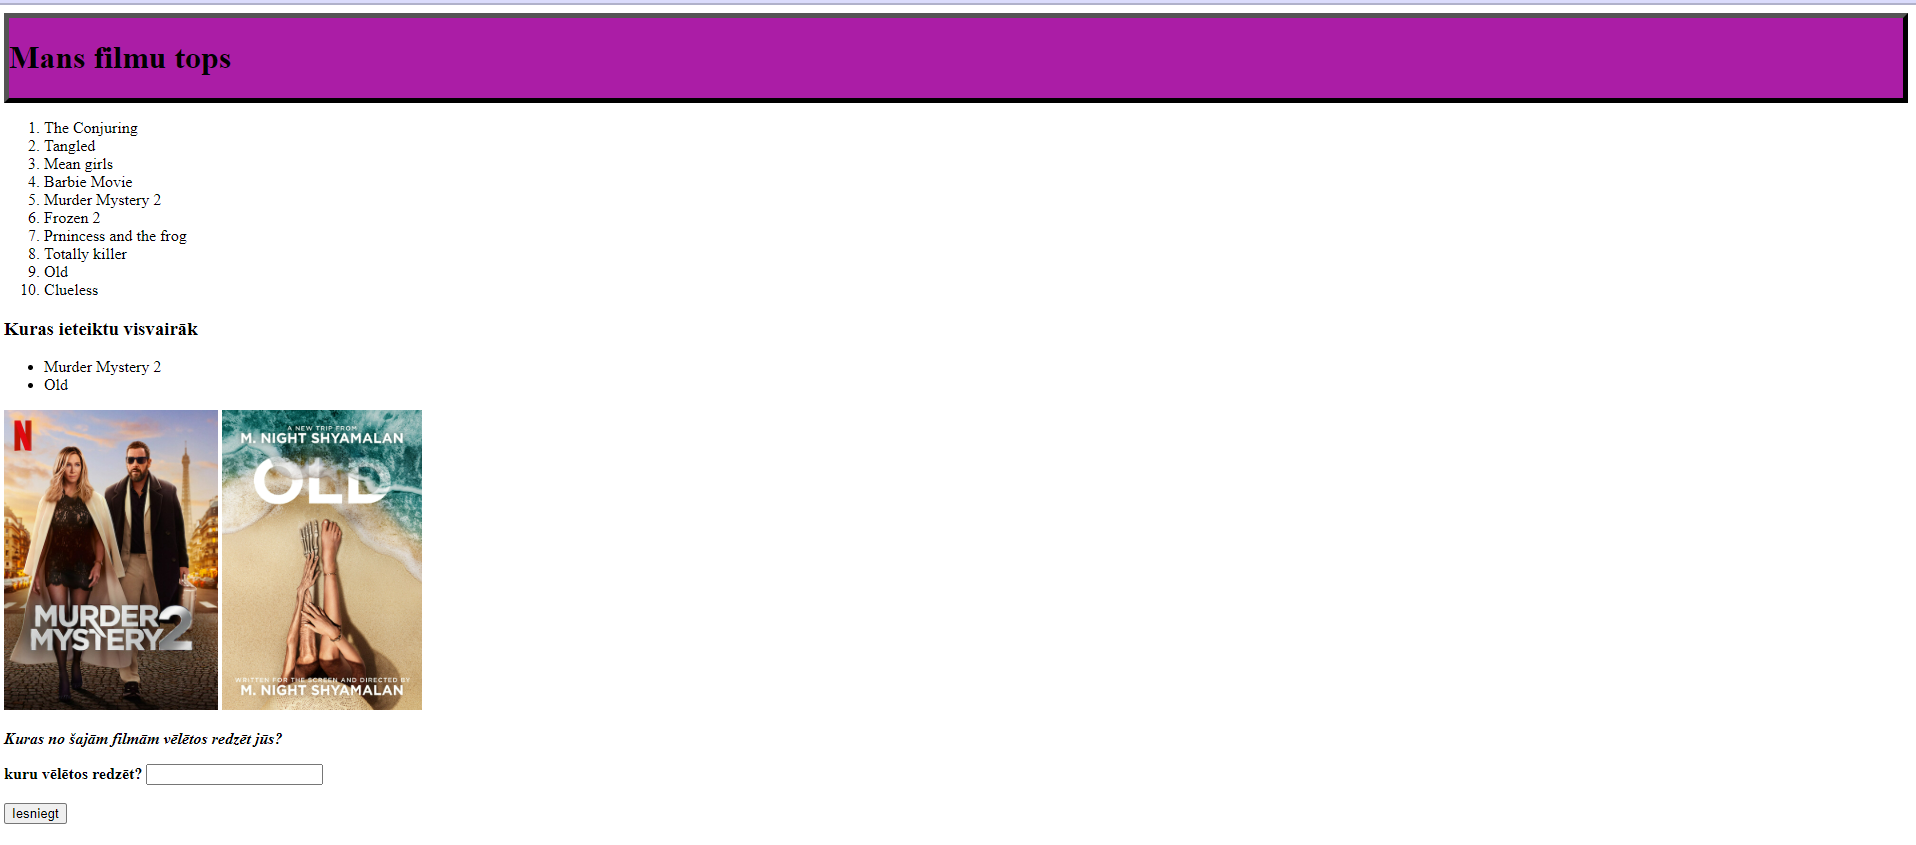 Mans filmu tops
1. The Conjuring
2. Tangled
3. Mean girls
4. Barbie Movie
5. Murder Mystery 2
6. Frozen 2
7. Prnincess and the frog
8. Totally killer
9. Old
10. Clueless
Kuras ieteiktu visvairāk
• Murder Mystery 2
• Old
N
MURDER
MYSTERY 2
A NEW TRIP FROM
M. NIGHT SHYAMALAN
OLD
WRITTEN FOR THE SCREEN AND DIRECTED BY
M. NIGHT SHYAMALAN
Kuras no šajām filmām vēlētos redzēt jūs?
kuru vēlētos redzēt?
Iesniegt